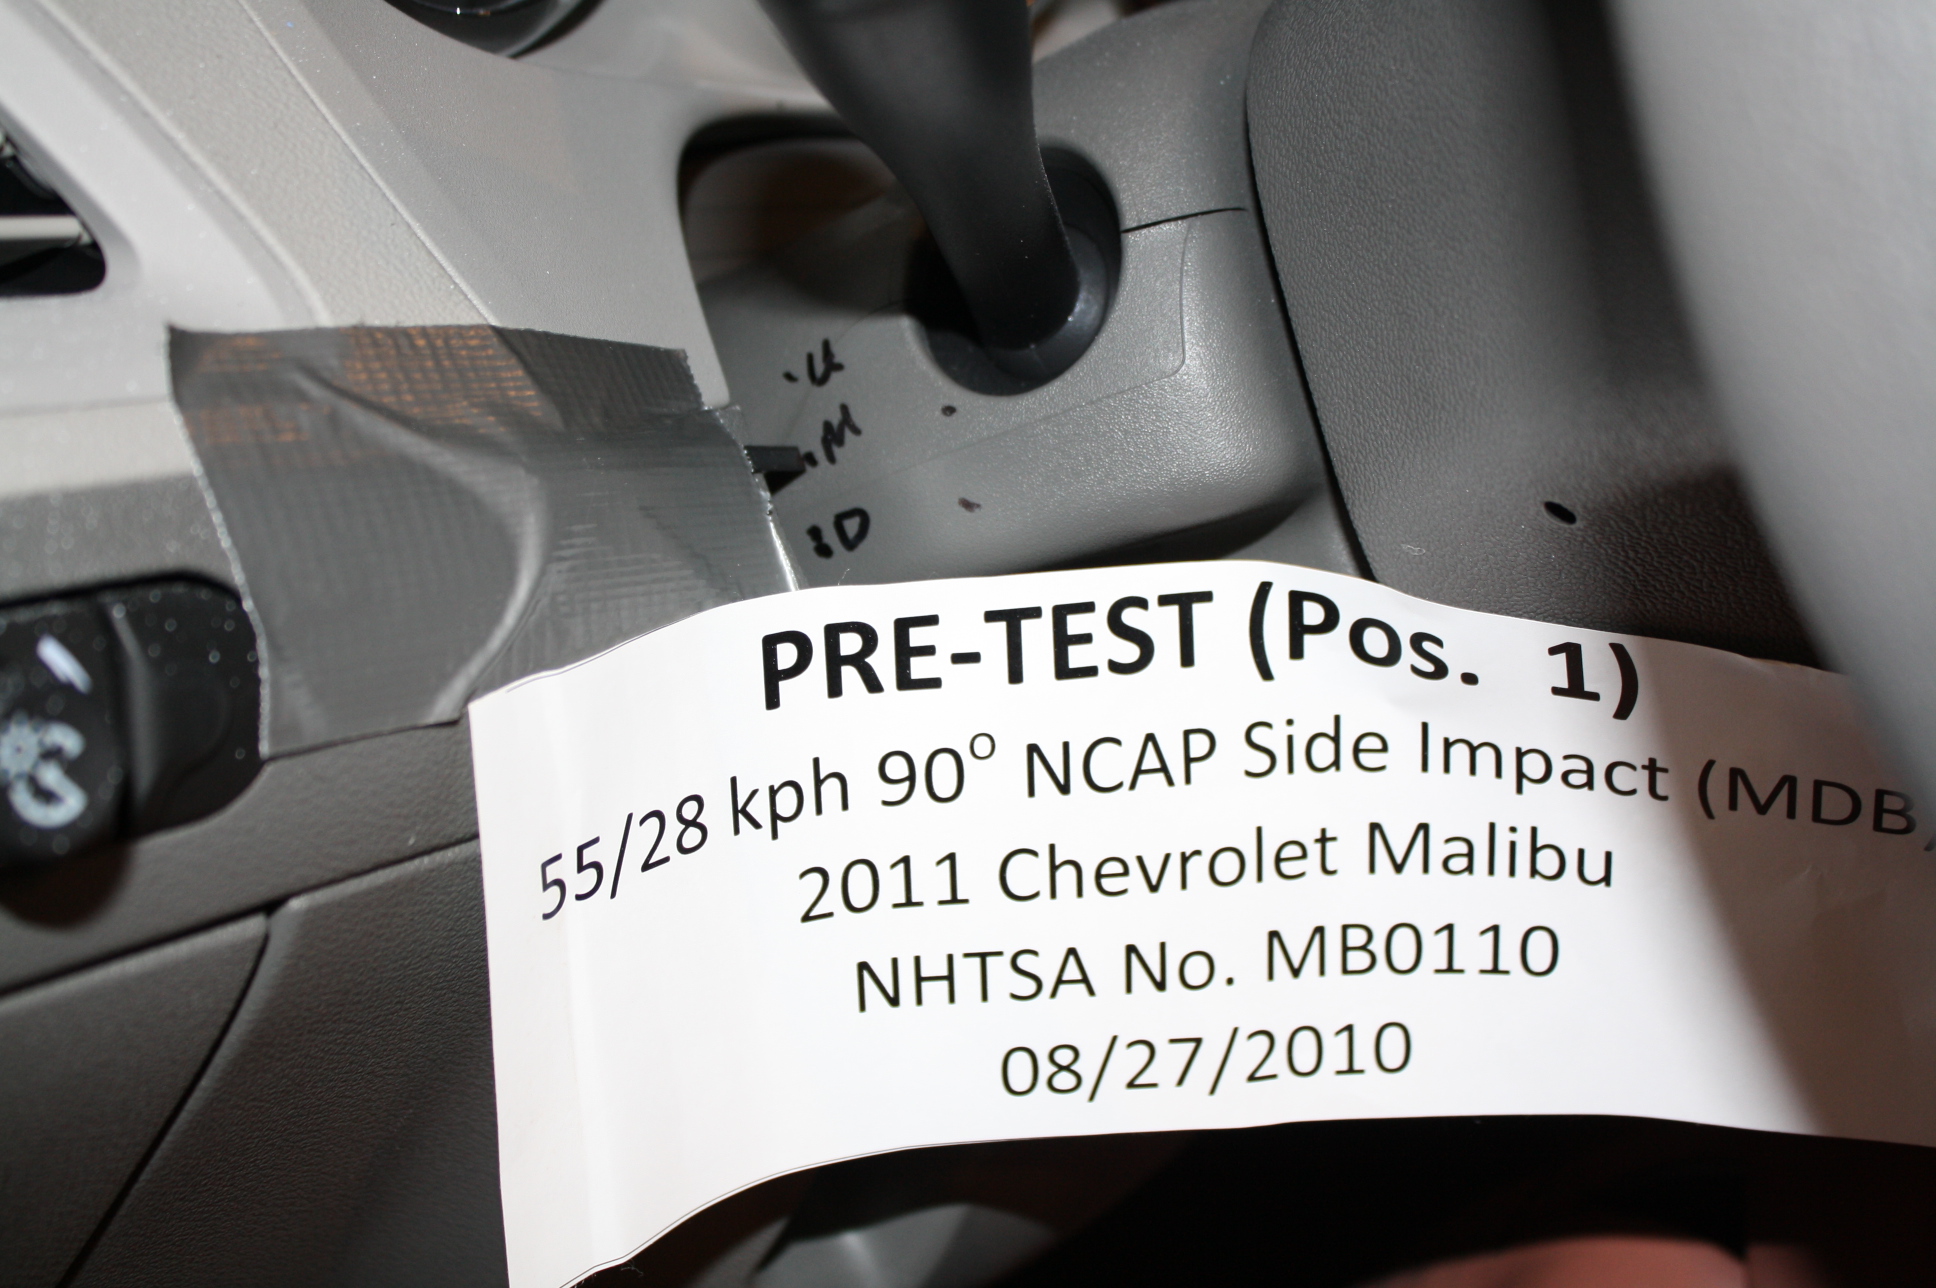 U
M
D
PRE-TEST (Pos. 1)
55/28 kph 90° NCAP Side Impact (MDB)
2011 Chevrolet Malibu
NHTSA No. MB0110
08/27/2010